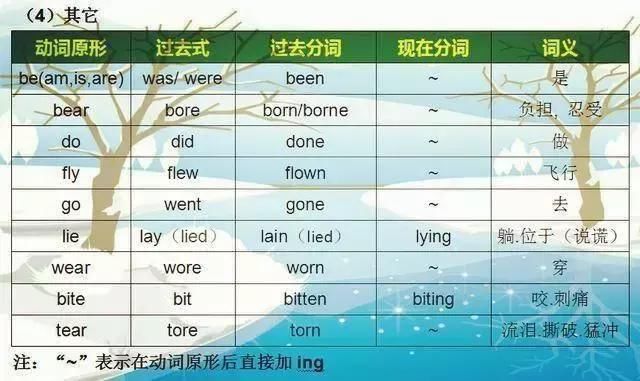 （4）其它
动词原形 过去式 过去分词 现在分词 词义
be(am,is,are) was/ were been ~ 是
bear bore born/borne ~ 负担, 忍受
do did done ~ 做
fly flew flown ~ 飞行
go went gone ~ 去
lie lay（lied） lain（lied） lying 躺.位于（说谎）
wear wore worn ~ 穿
bite bit bitten biting 咬.刺痛
tear tore torn ~ 流泪.撕破.猛冲
注：“~”表示在动词原形后直接加 ing